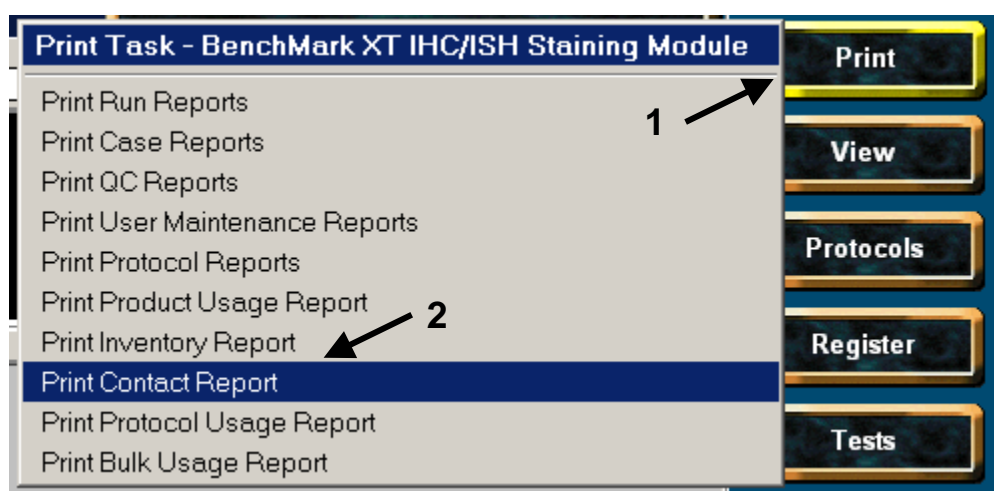 Print Task - BenchMark XT IHC/ISH Staining Module
Print Run Reports
Print Case Reports
Print QC Reports
Print User Maintenance Reports
Print Protocol Reports
Print Product Usage Report
Print Inventory Report
Print Contact Report
Print Protocol Usage Report
Print Bulk Usage Report
1
2
Print
View
Protocols
Register
Tests